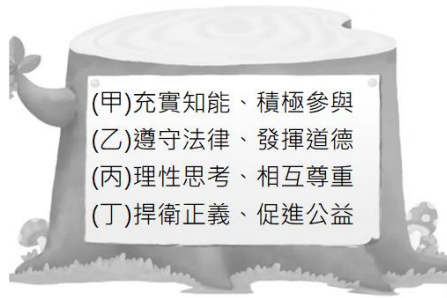 (甲)充實知能、積極參與
(乙)遵守法律、發揮道德
(丙)理性思考、相互尊重
(丁)捍衛正義、促進公益